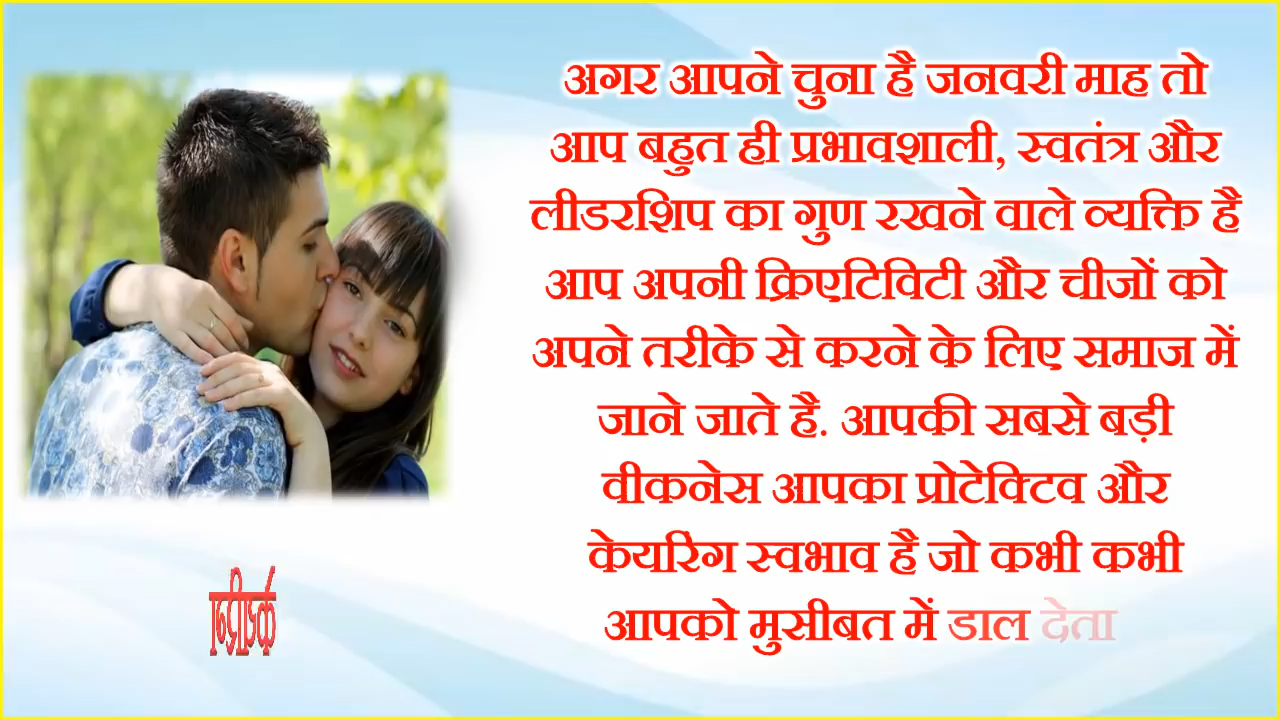 अगर आपने चुना है जनवरी माह तो
आप बहुत ही प्रभावशाली, स्वतंत्र और
लीडरशिप का गुण रखने वाले व्यक्ति है
आप अपनी क्रिएटिविटी और चीजों को
अपने तरीके से करने के लिए समाज में
जाने जाते है. आपकी सबसे बड़ी
वीकनेस आपका प्रोटेक्टिव और
केयरिंग स्वभाव है जो कभी कभी
आपको मुसीबत में डाल देता